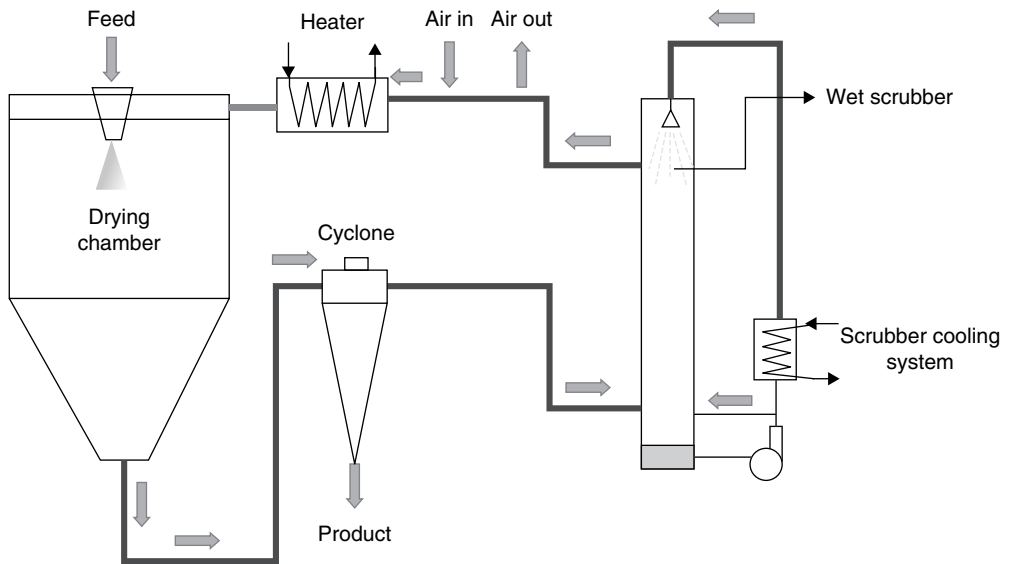 Feed
Heater
Air in
Air out
Wet scrubber
Drying
chamber
Cyclone
Scrubber cooling
system
Product